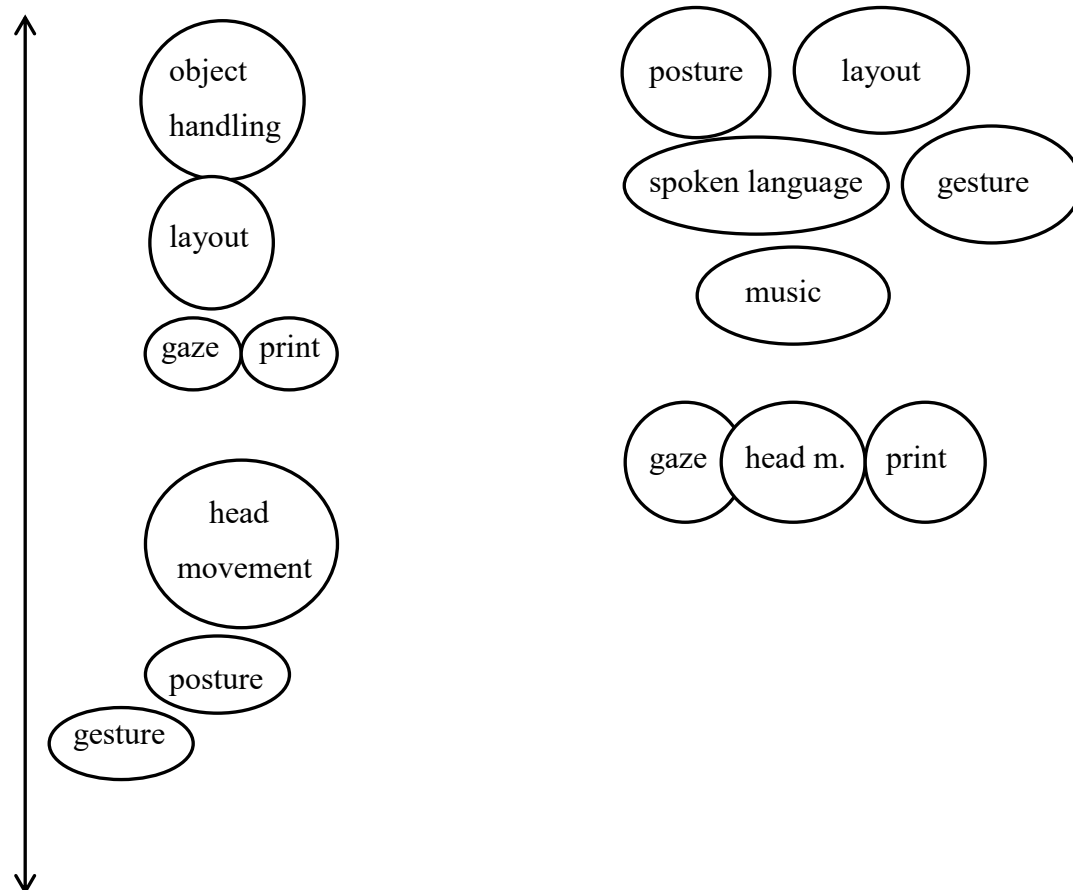 object
handling
layout
gaze print
head
movement
posture
gesture
posture layout
spoken language gesture
music
gaze head m. print